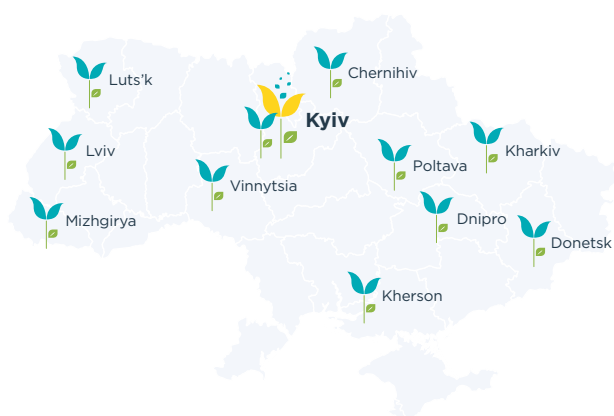 Chernihiv
Luts'k
Kyiv
Lviv
Kharkiv
Poltava
Vinnytsia
Mizhgirya
Dnipro
Donetsk
Kherson